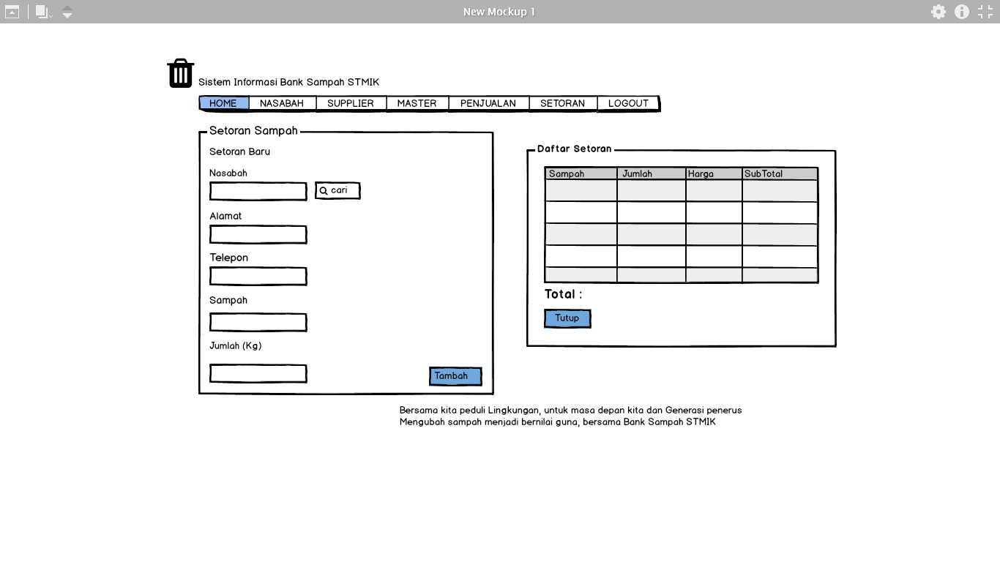 New Mockup 1
Sistem Informasi Bank Sampah STMIK
HOME NASABAH SUPPLIER MASTER PENJUALAN SETORAN LOGOUT
Setoran Sampah
Setoran Baru
Nasabah
cari
Alamat
Telepon
Sampah
Jumlah (Kg)
Tambah
Daftar Setoran
Sampah Jumlah Harga SubTotal
Total :
Tutup
Bersama kita peduli Lingkungan, untuk masa depan kita dan Generasi penerus
Mengubah sampah menjadi bernilai guna, bersama Bank Sampah STMIK